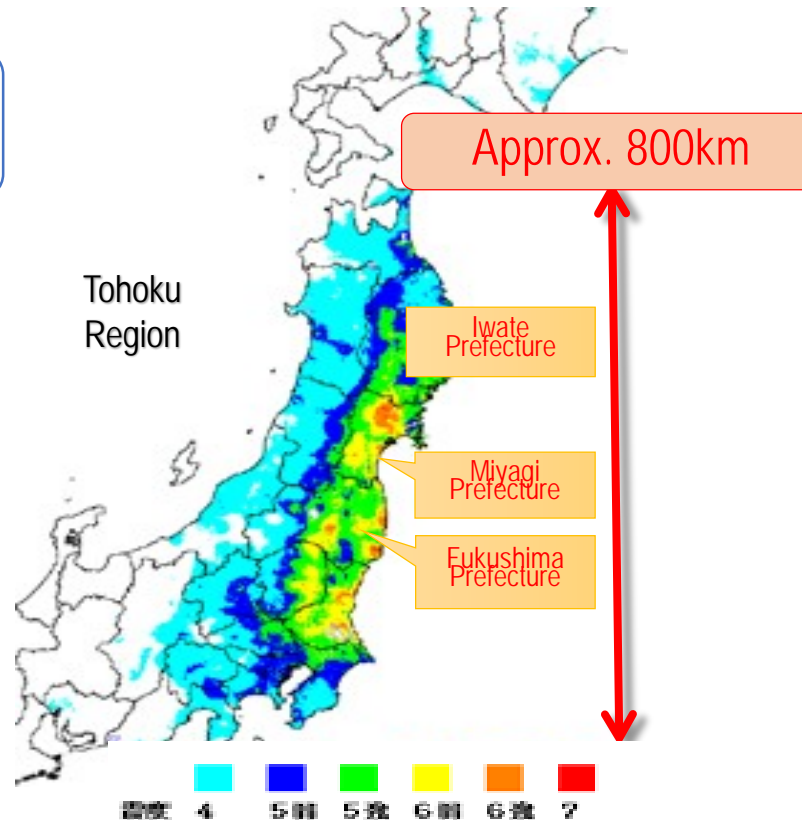 Approx. 800km
Tohoku
Region
Iwate
Prefecture
Miyagi
Prefecture
Fukushima
Prefecture
震度 4 5弱 5強 6弱 6強 7